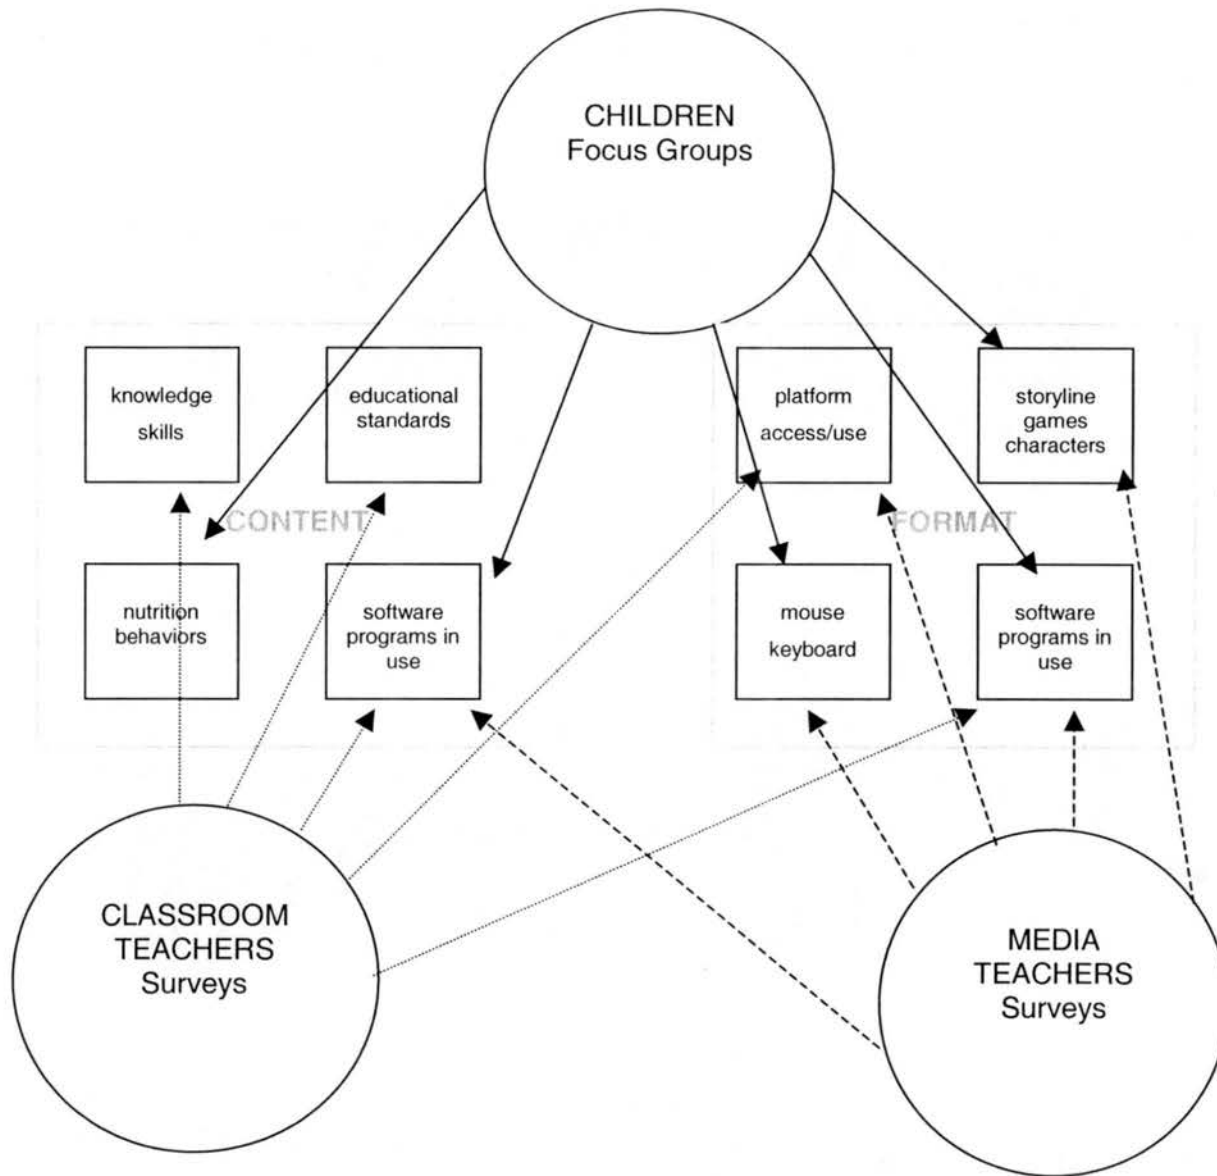 CHILDREN
Focus Groups
knowledge
skills
educational
standards
platform
access/use
storyline
games
characters
CONTENT
FORMAT
nutrition
behaviors
software
programs in
use
mouse
keyboard
software
programs in
use
CLASSROOM
TEACHERS
Surveys
MEDIA
TEACHERS
Surveys